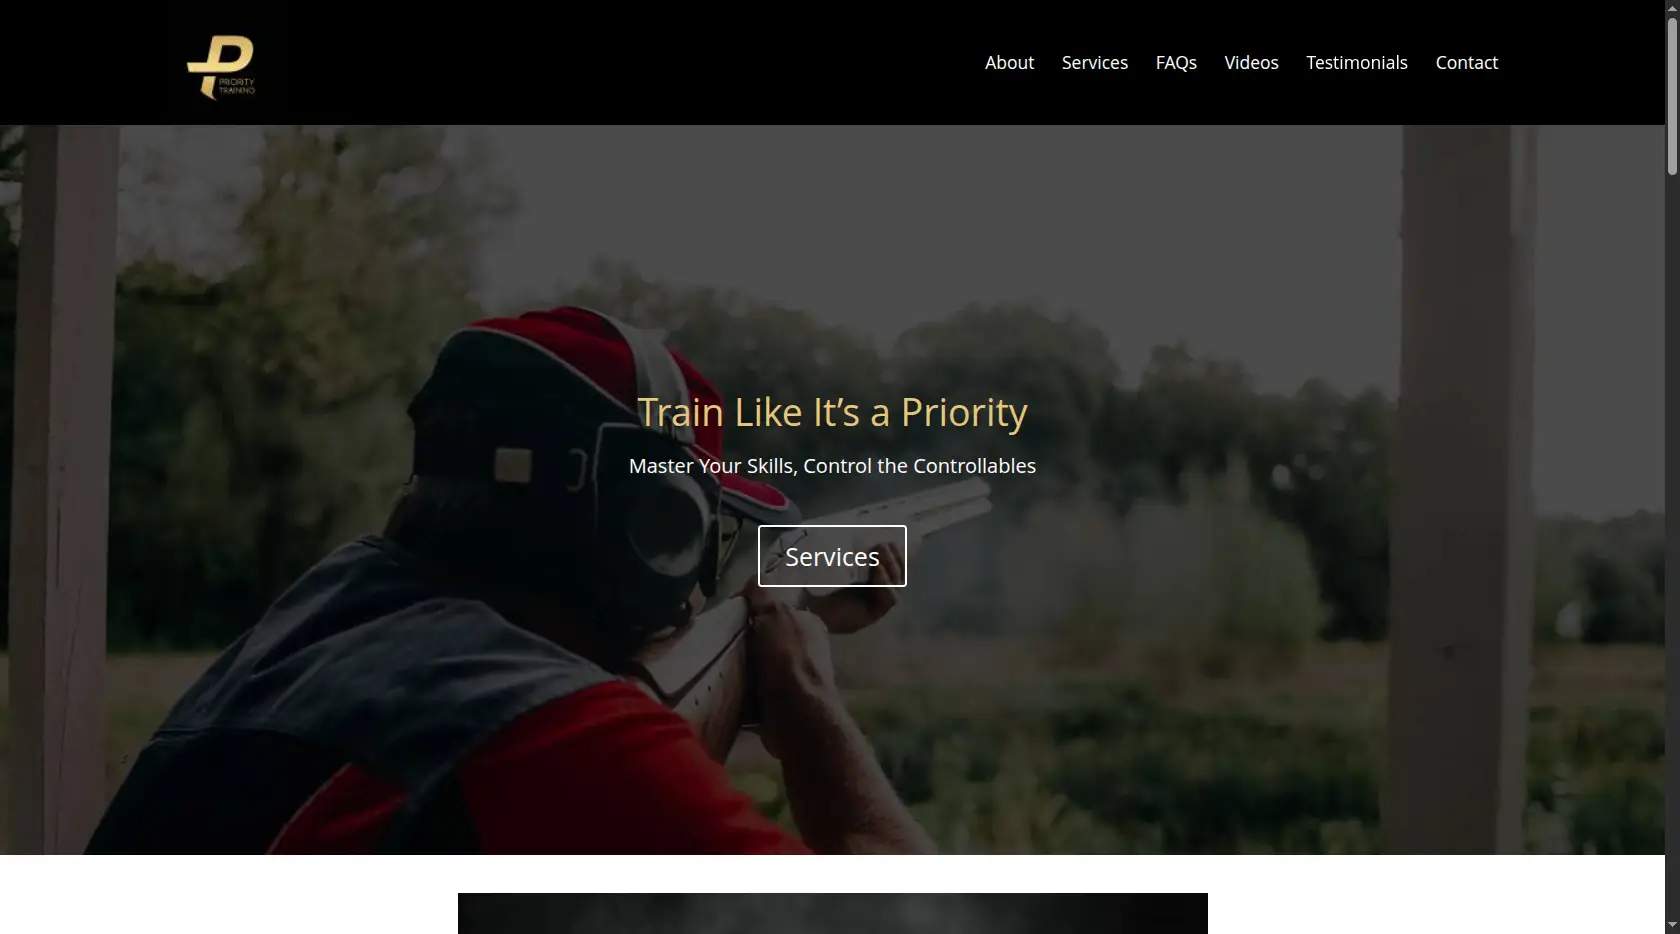 PRIORITY
TRAINING
About Services FAQs Videos Testimonials Contact
Train Like It’s a Priority
Master Your Skills, Control the Controllables
Services